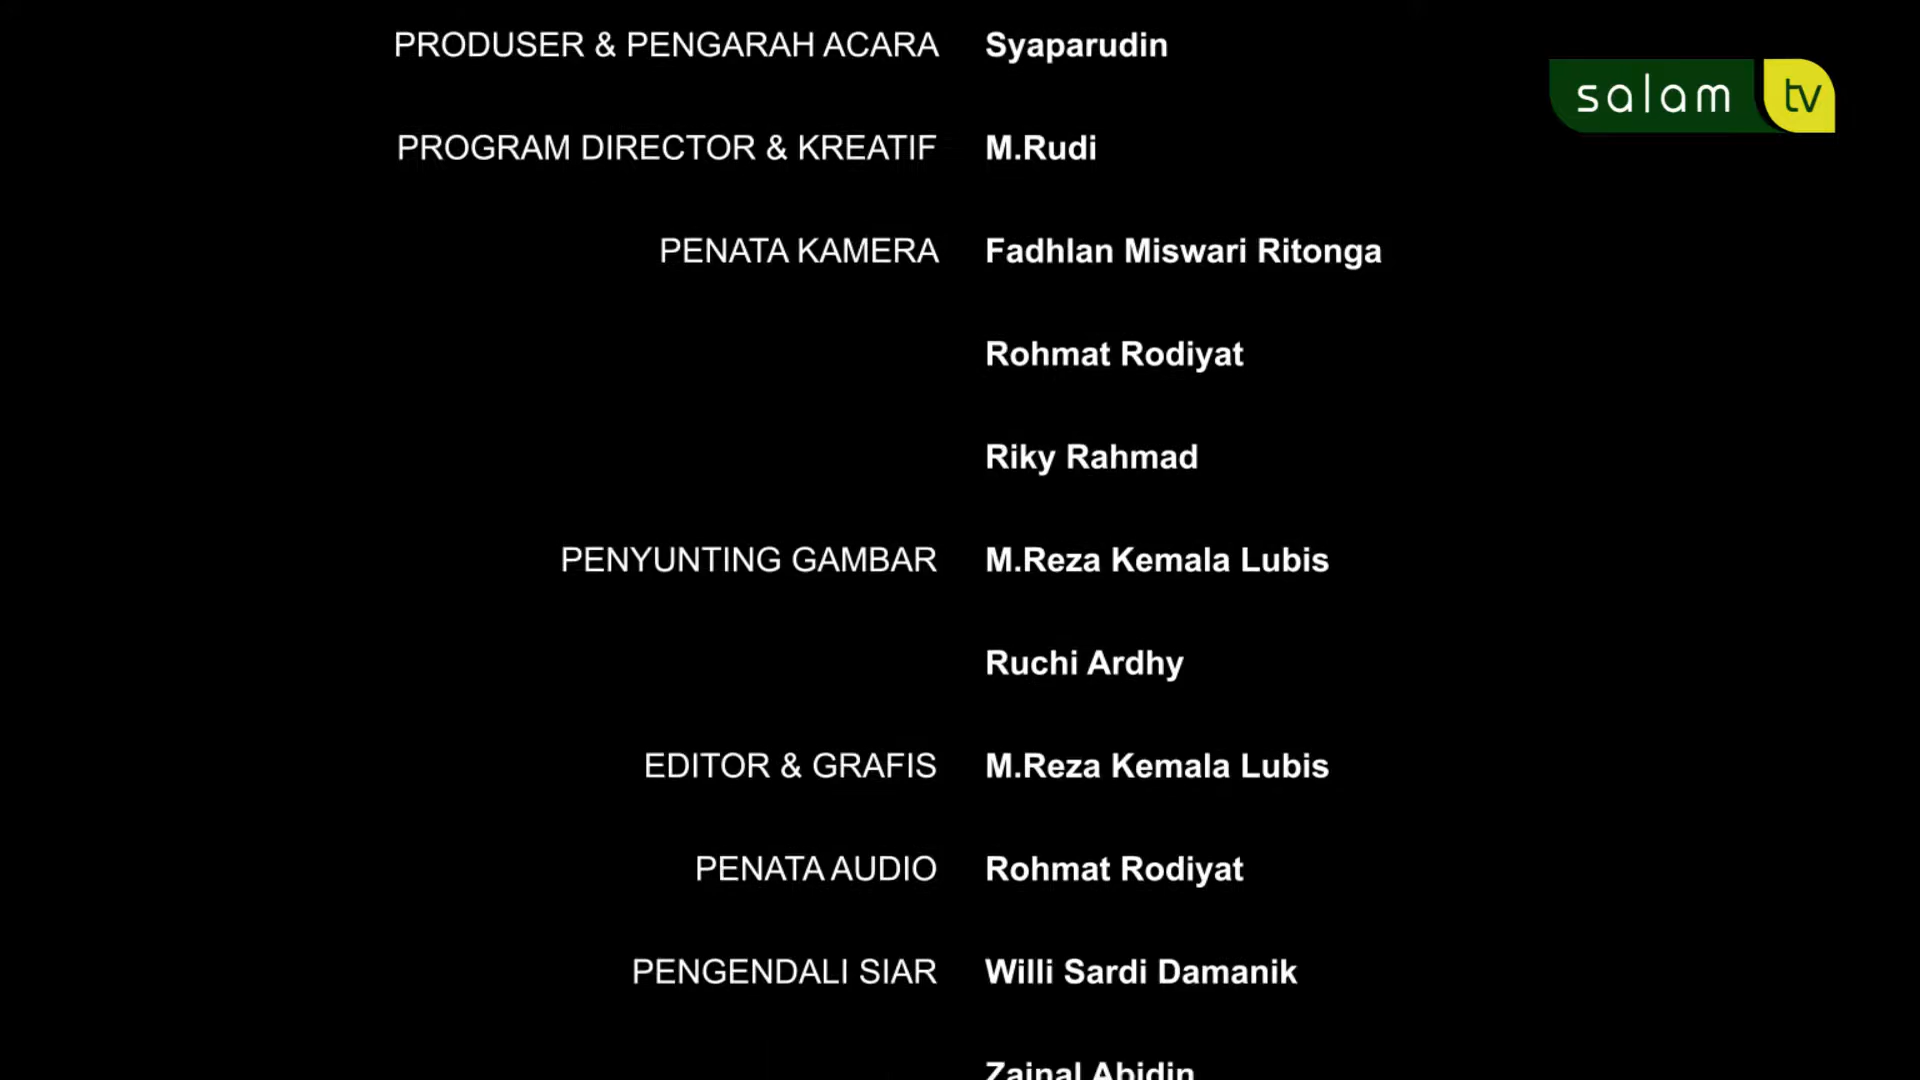 PRODUSER & PENGARAH ACARA Syaparudin
salam tv
PROGRAM DIRECTOR & KREATIF M.Rudi
PENATA KAMERA Fadhlan Miswari Ritonga
Rohmat Rodiyat
Riky Rahmad
PENYUNTING GAMBAR M.Reza Kemala Lubis
Ruchi Ardhy
EDITOR & GRAFIS M.Reza Kemala Lubis
PENATA AUDIO Rohmat Rodiyat
PENGENDALI SIAR Willi Sardi Damanik
Zainal Abidin